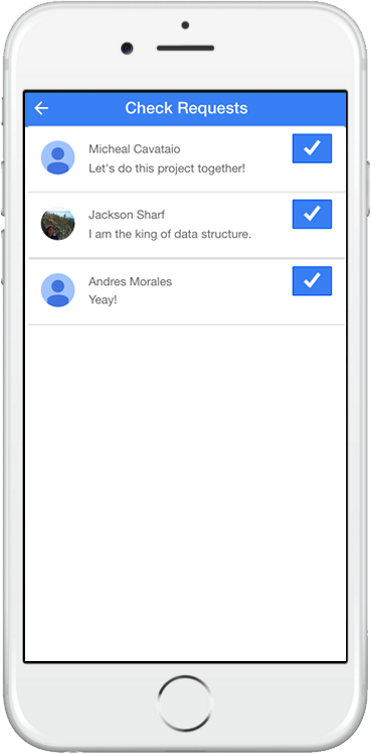 Check Requests
Micheal Cavataio
Let's do this project together!
Jackson Sharf
I am the king of data structure.
Andres Morales
Yeay!